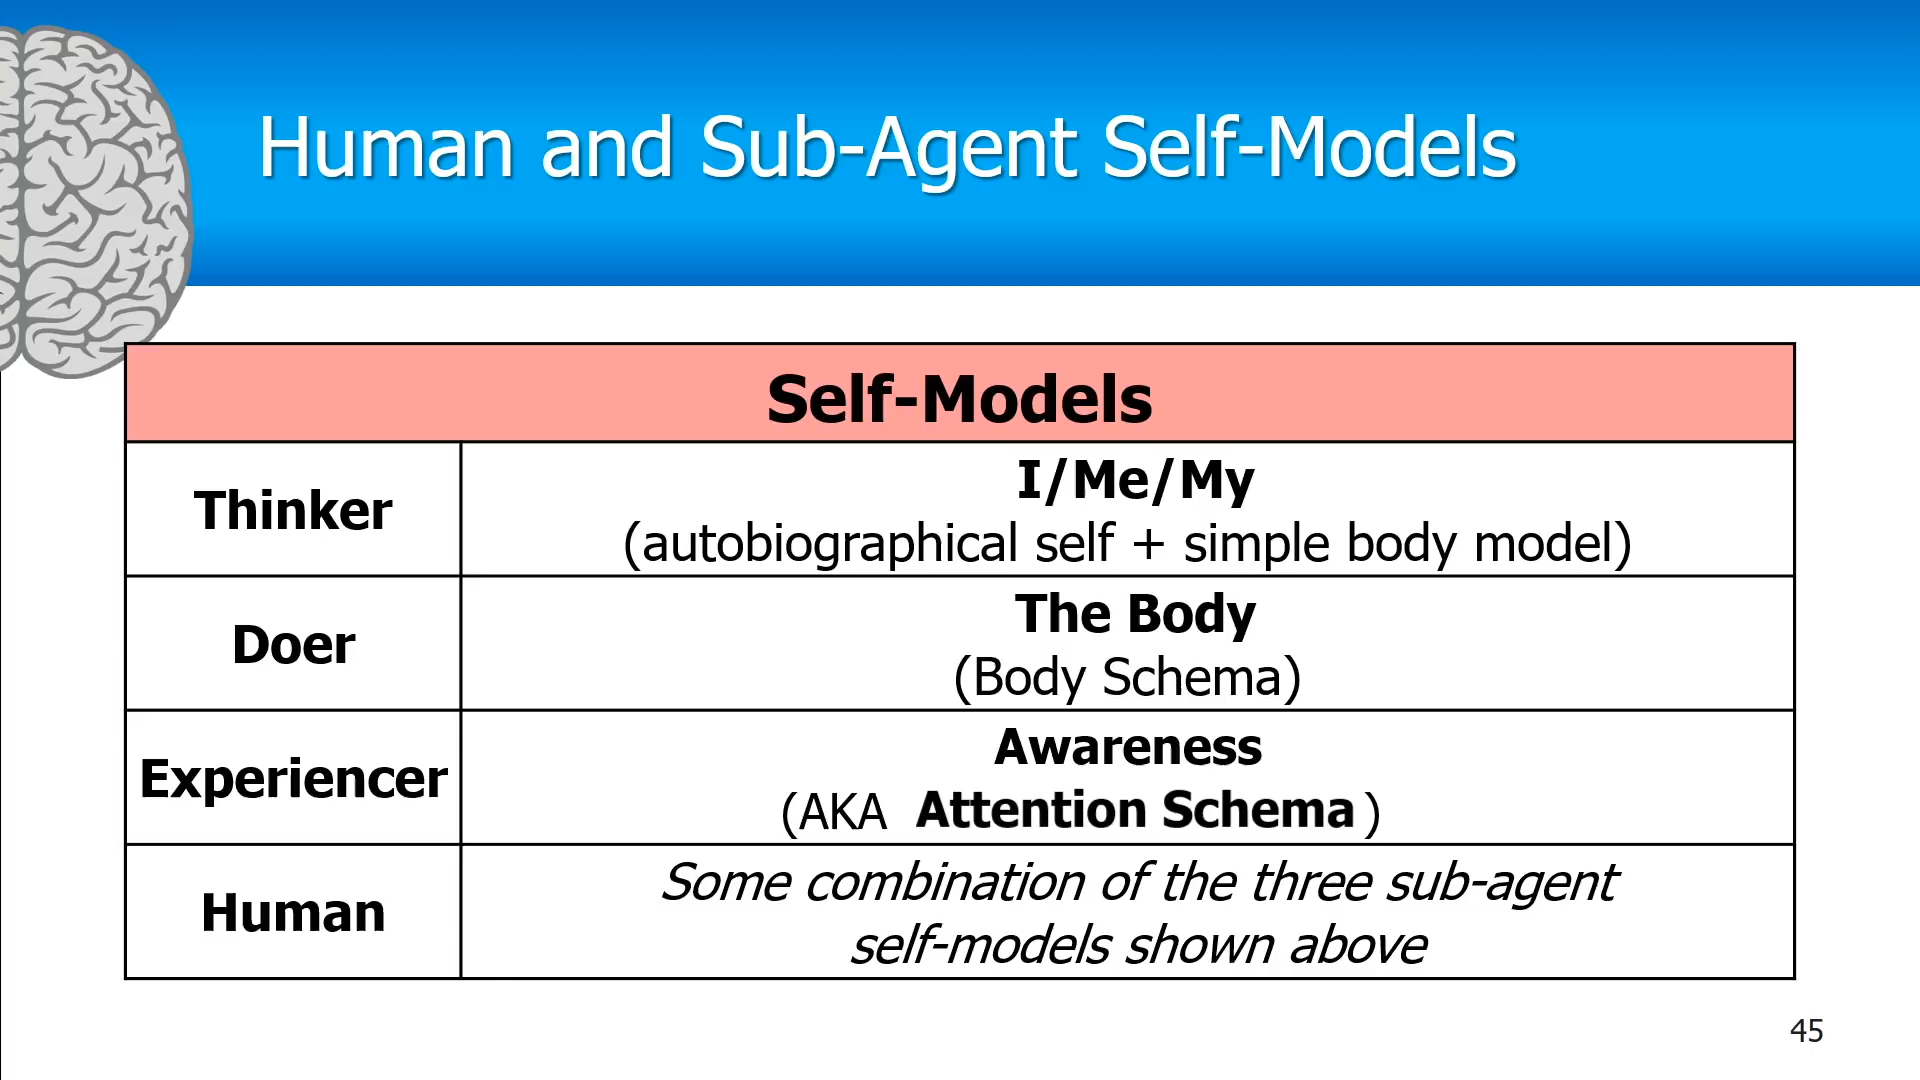 Human and Sub-Agent Self-Models
Self-Models
Thinker
I/Me/My
(autobiographical self + simple body model)
Doer
The Body
(Body Schema)
Experiencer
Awareness
(AKA Attention Schema )
Human
Some combination of the three sub-agent
self-models shown above
45